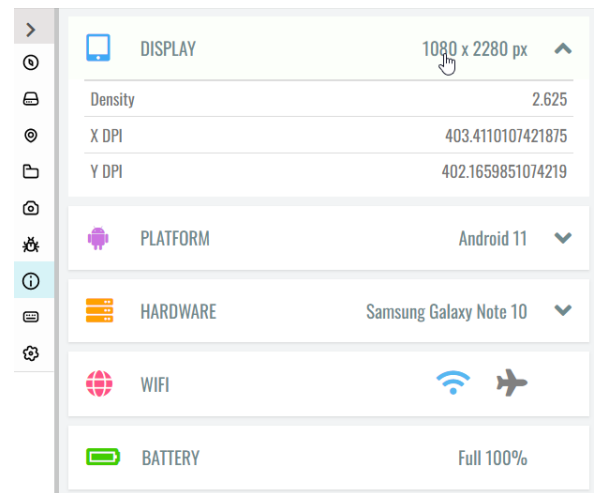 DISPLAY 1080 x 2280 px
Density 2.625
X DPI 403.4110107421875
Y DPI 402.1659851074219
PLATFORM Android 11
HARDWARE Samsung Galaxy Note 10
WIFI
BATTERY Full 100%